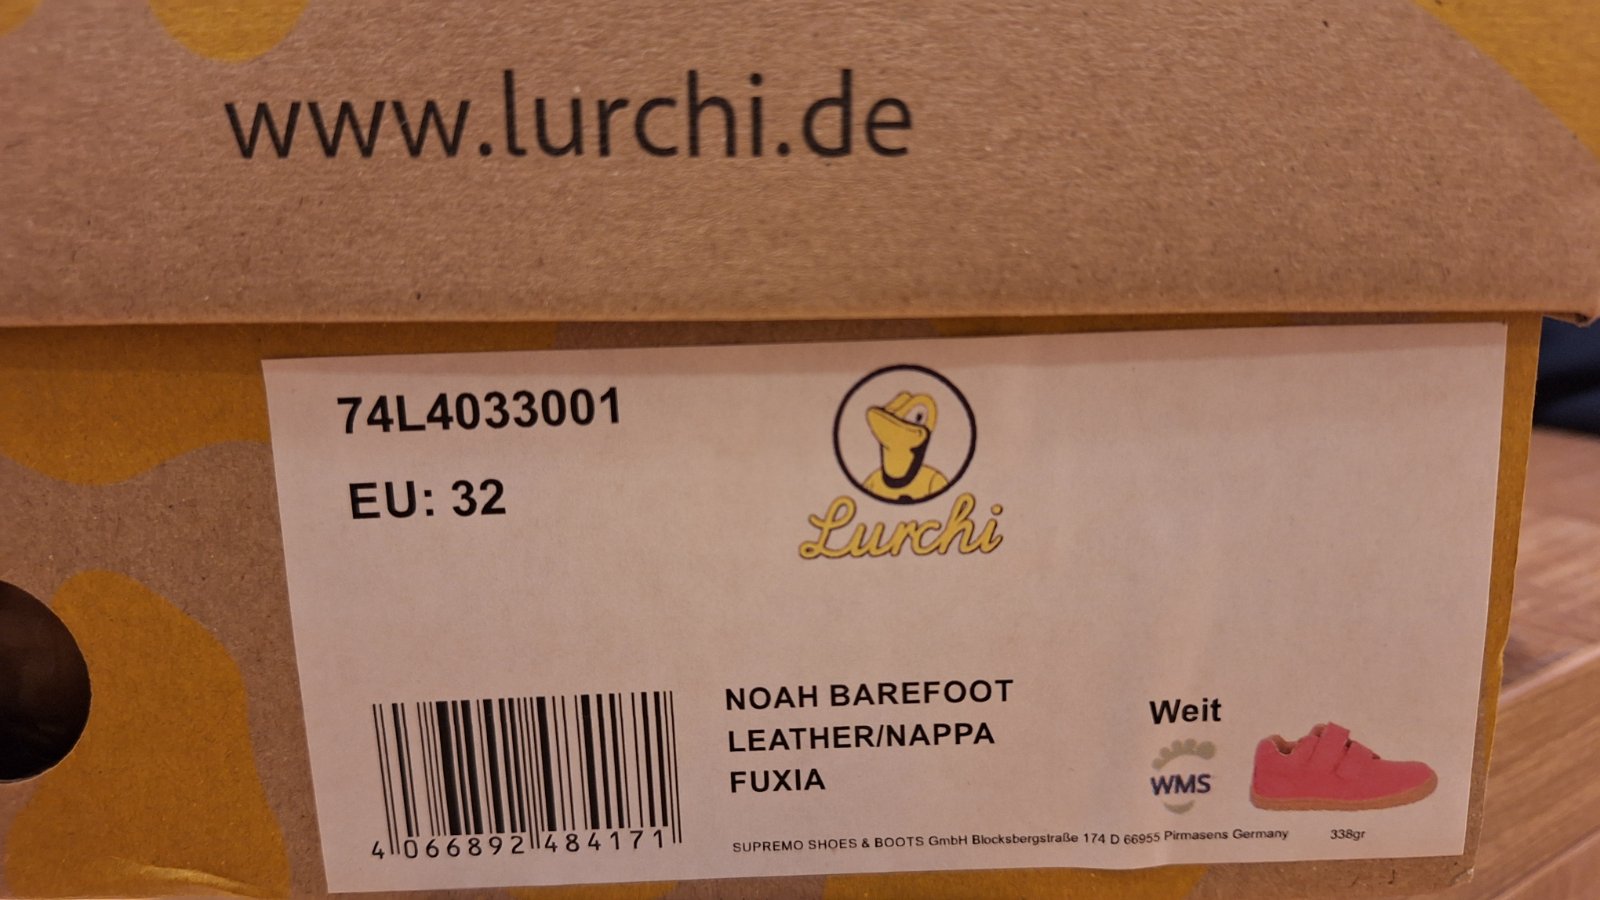 www.lurchi.de
74L4033001
EU: 32
Lurchi
NOAH BAREFOOT
LEATHER/NAPPA
FUXIA
Weit
WMS
4 066892 484171
SUPREMO SHOES & BOOTS GmbH Blocksbergstraße 174 D 66955 Pirmasens Germany
338gr